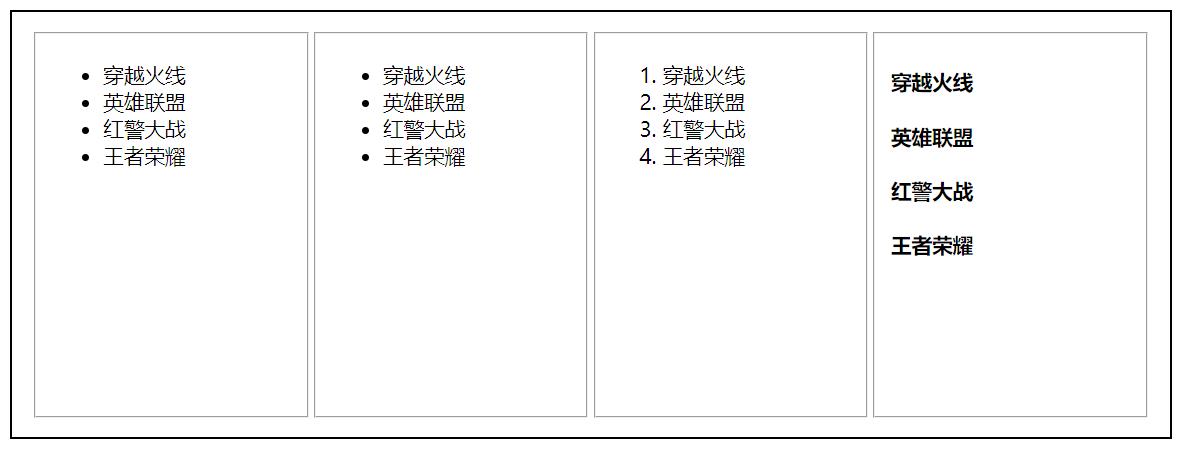 • 穿越火线
• 英雄联盟
• 红警大战
• 王者荣耀
• 穿越火线
• 英雄联盟
• 红警大战
• 王者荣耀
1. 穿越火线
2. 英雄联盟
3. 红警大战
4. 王者荣耀
穿越火线
英雄联盟
红警大战
王者荣耀